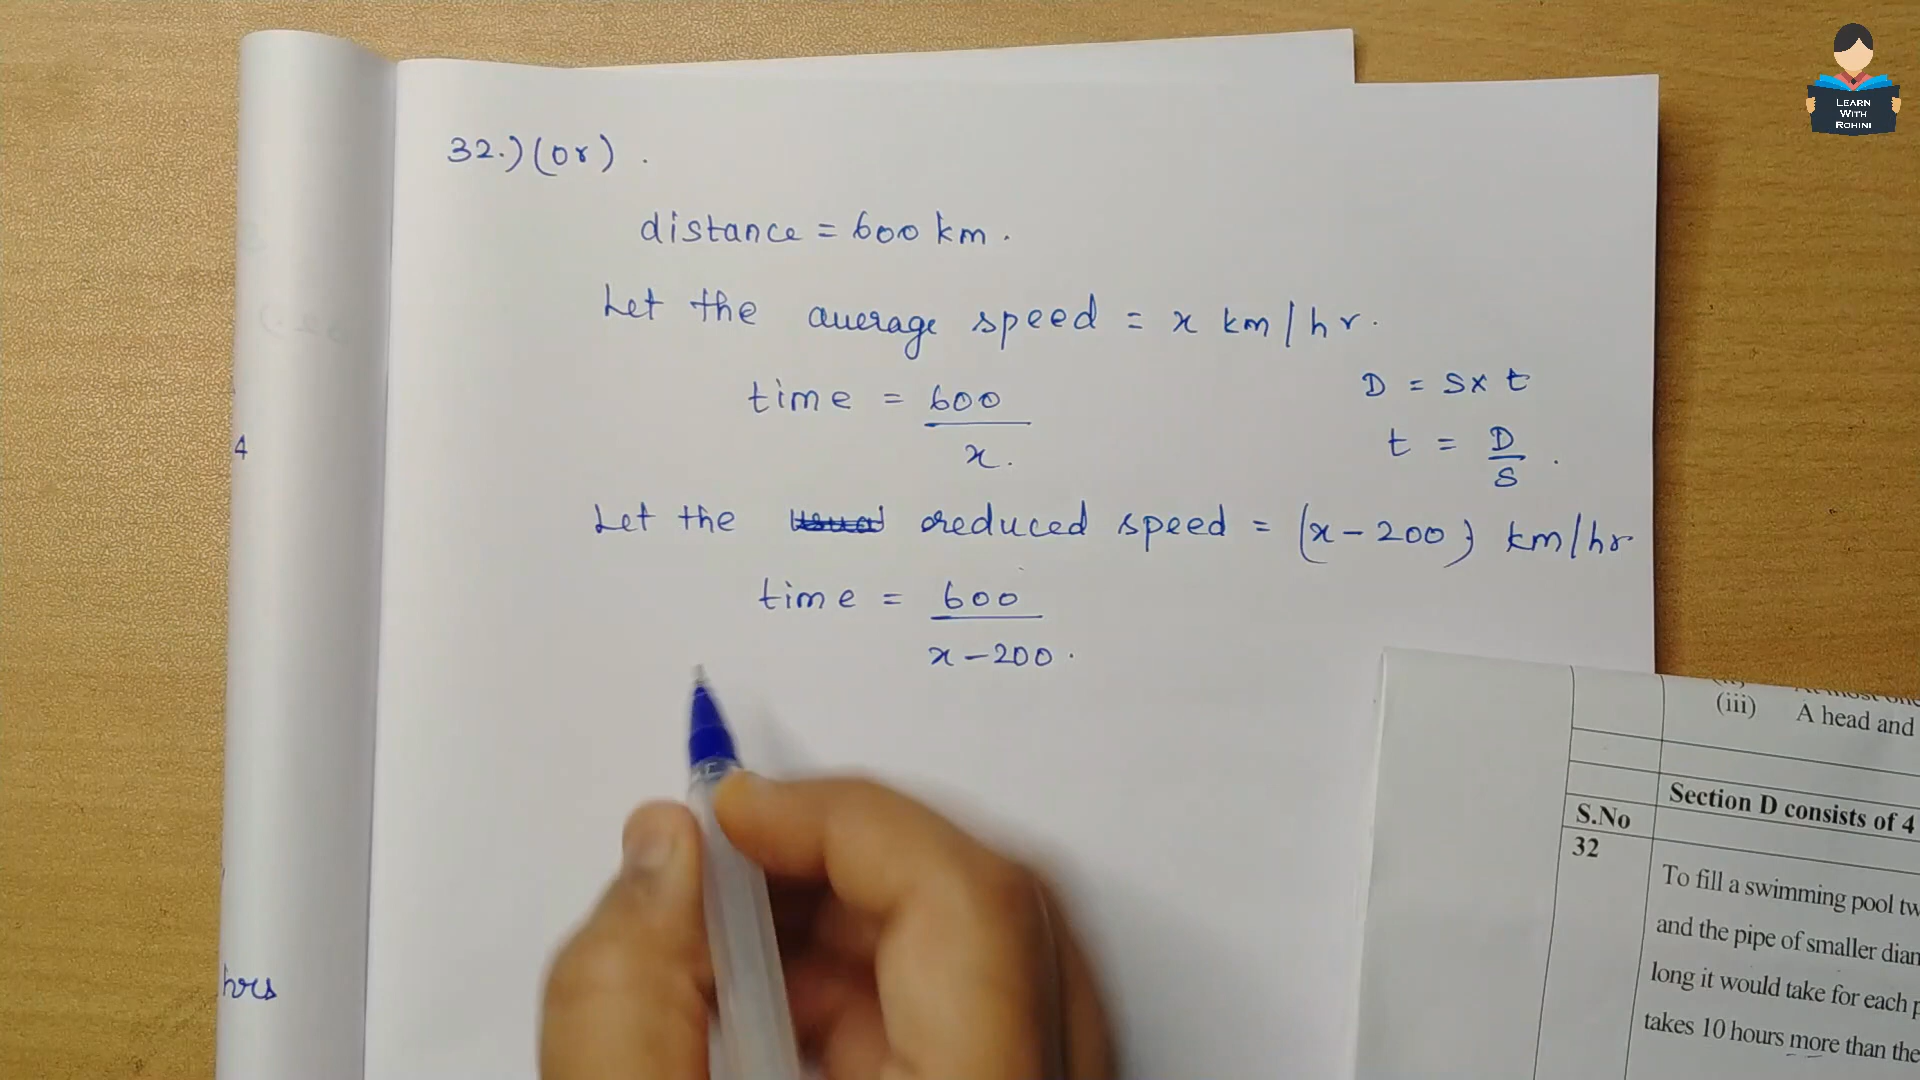 32.) (or) .
distance = 600 km .
Let the average speed = x km/hr.
time = 600
x .
D = S x t
t = D
S .
Let the reduced speed = (x - 200) km/hr
time = 600
x - 200 .
4
hrs
(iii) A head and
Section D consists of 4
S.No
32
To fill a swimming pool tw
and the pipe of smaller diam
long it would take for each p
takes 10 hours more than the
LEARN
WITH
ROHINI